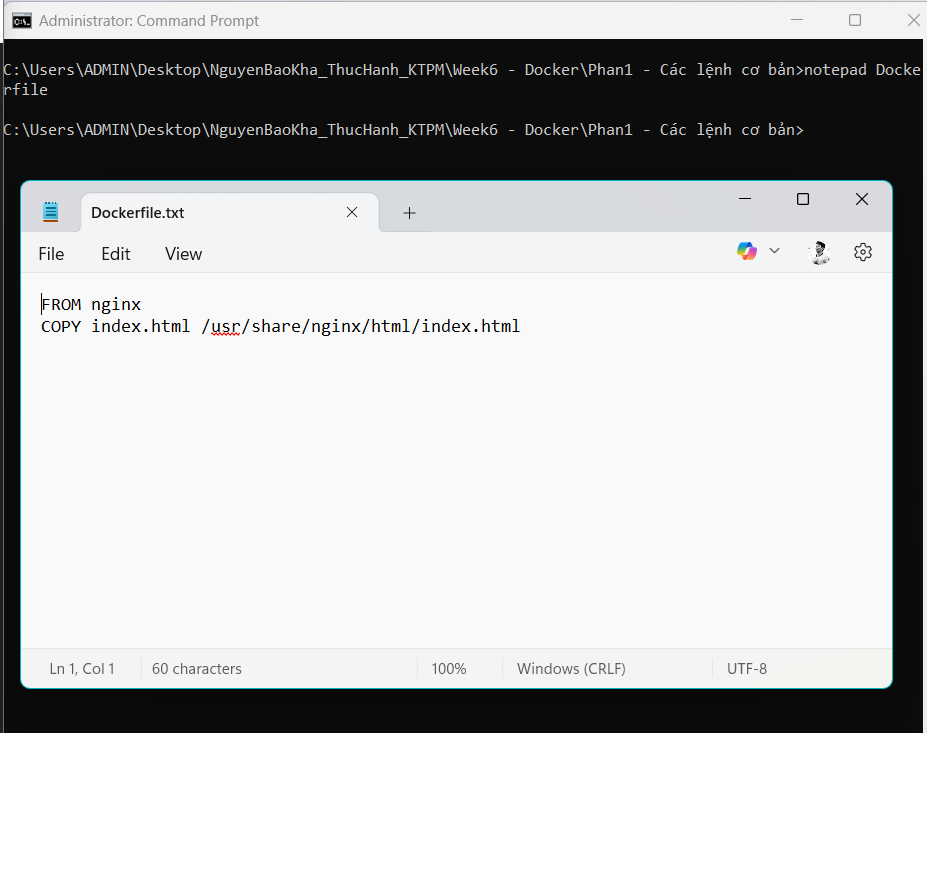 Administrator: Command Prompt
C:\Users\ADMIN\Desktop\NguyenBaoKha_ThucHanh_KTPM\Week6 - Docker\Phan1 - Các lệnh cơ bản>notepad Docke
rfile
C:\Users\ADMIN\Desktop\NguyenBaoKha_ThucHanh_KTPM\Week6 - Docker\Phan1 - Các lệnh cơ bản>
Dockerfile.txt
File Edit View
FROM nginx
COPY index.html /usr/share/nginx/html/index.html
Ln 1, Col 1 60 characters 100% Windows (CRLF) UTF-8